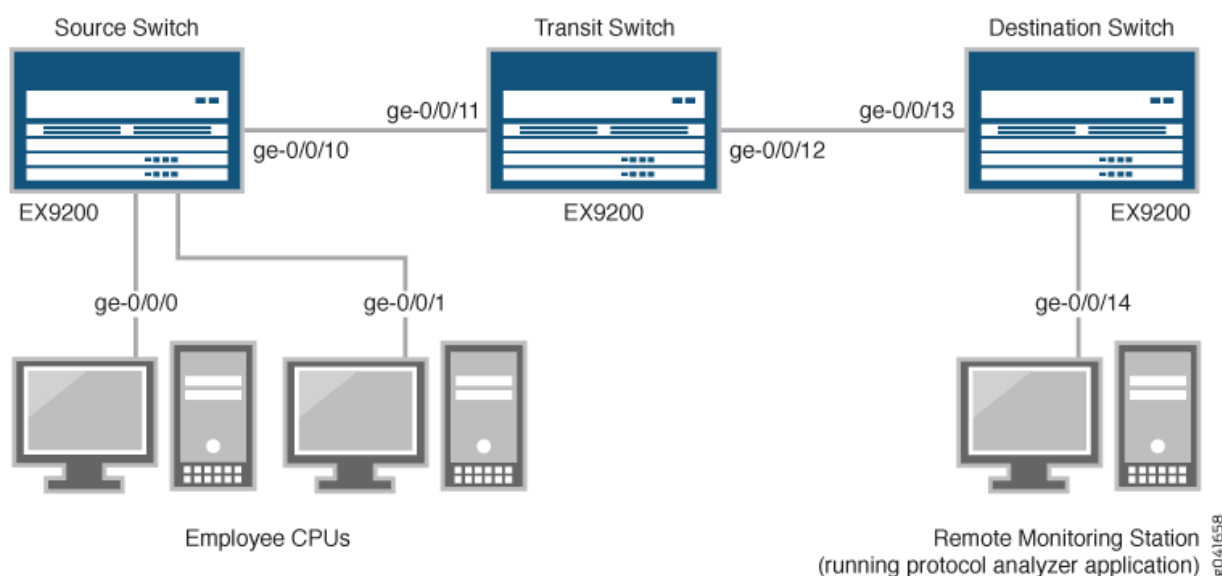 Source Switch
Transit Switch
Destination Switch
ge-0/0/11
ge-0/0/13
ge-0/0/10
ge-0/0/12
EX9200
EX9200
EX9200
ge-0/0/0
ge-0/0/1
ge-0/0/14
Employee CPUs
Remote Monitoring Station
(running protocol analyzer application)
g041658